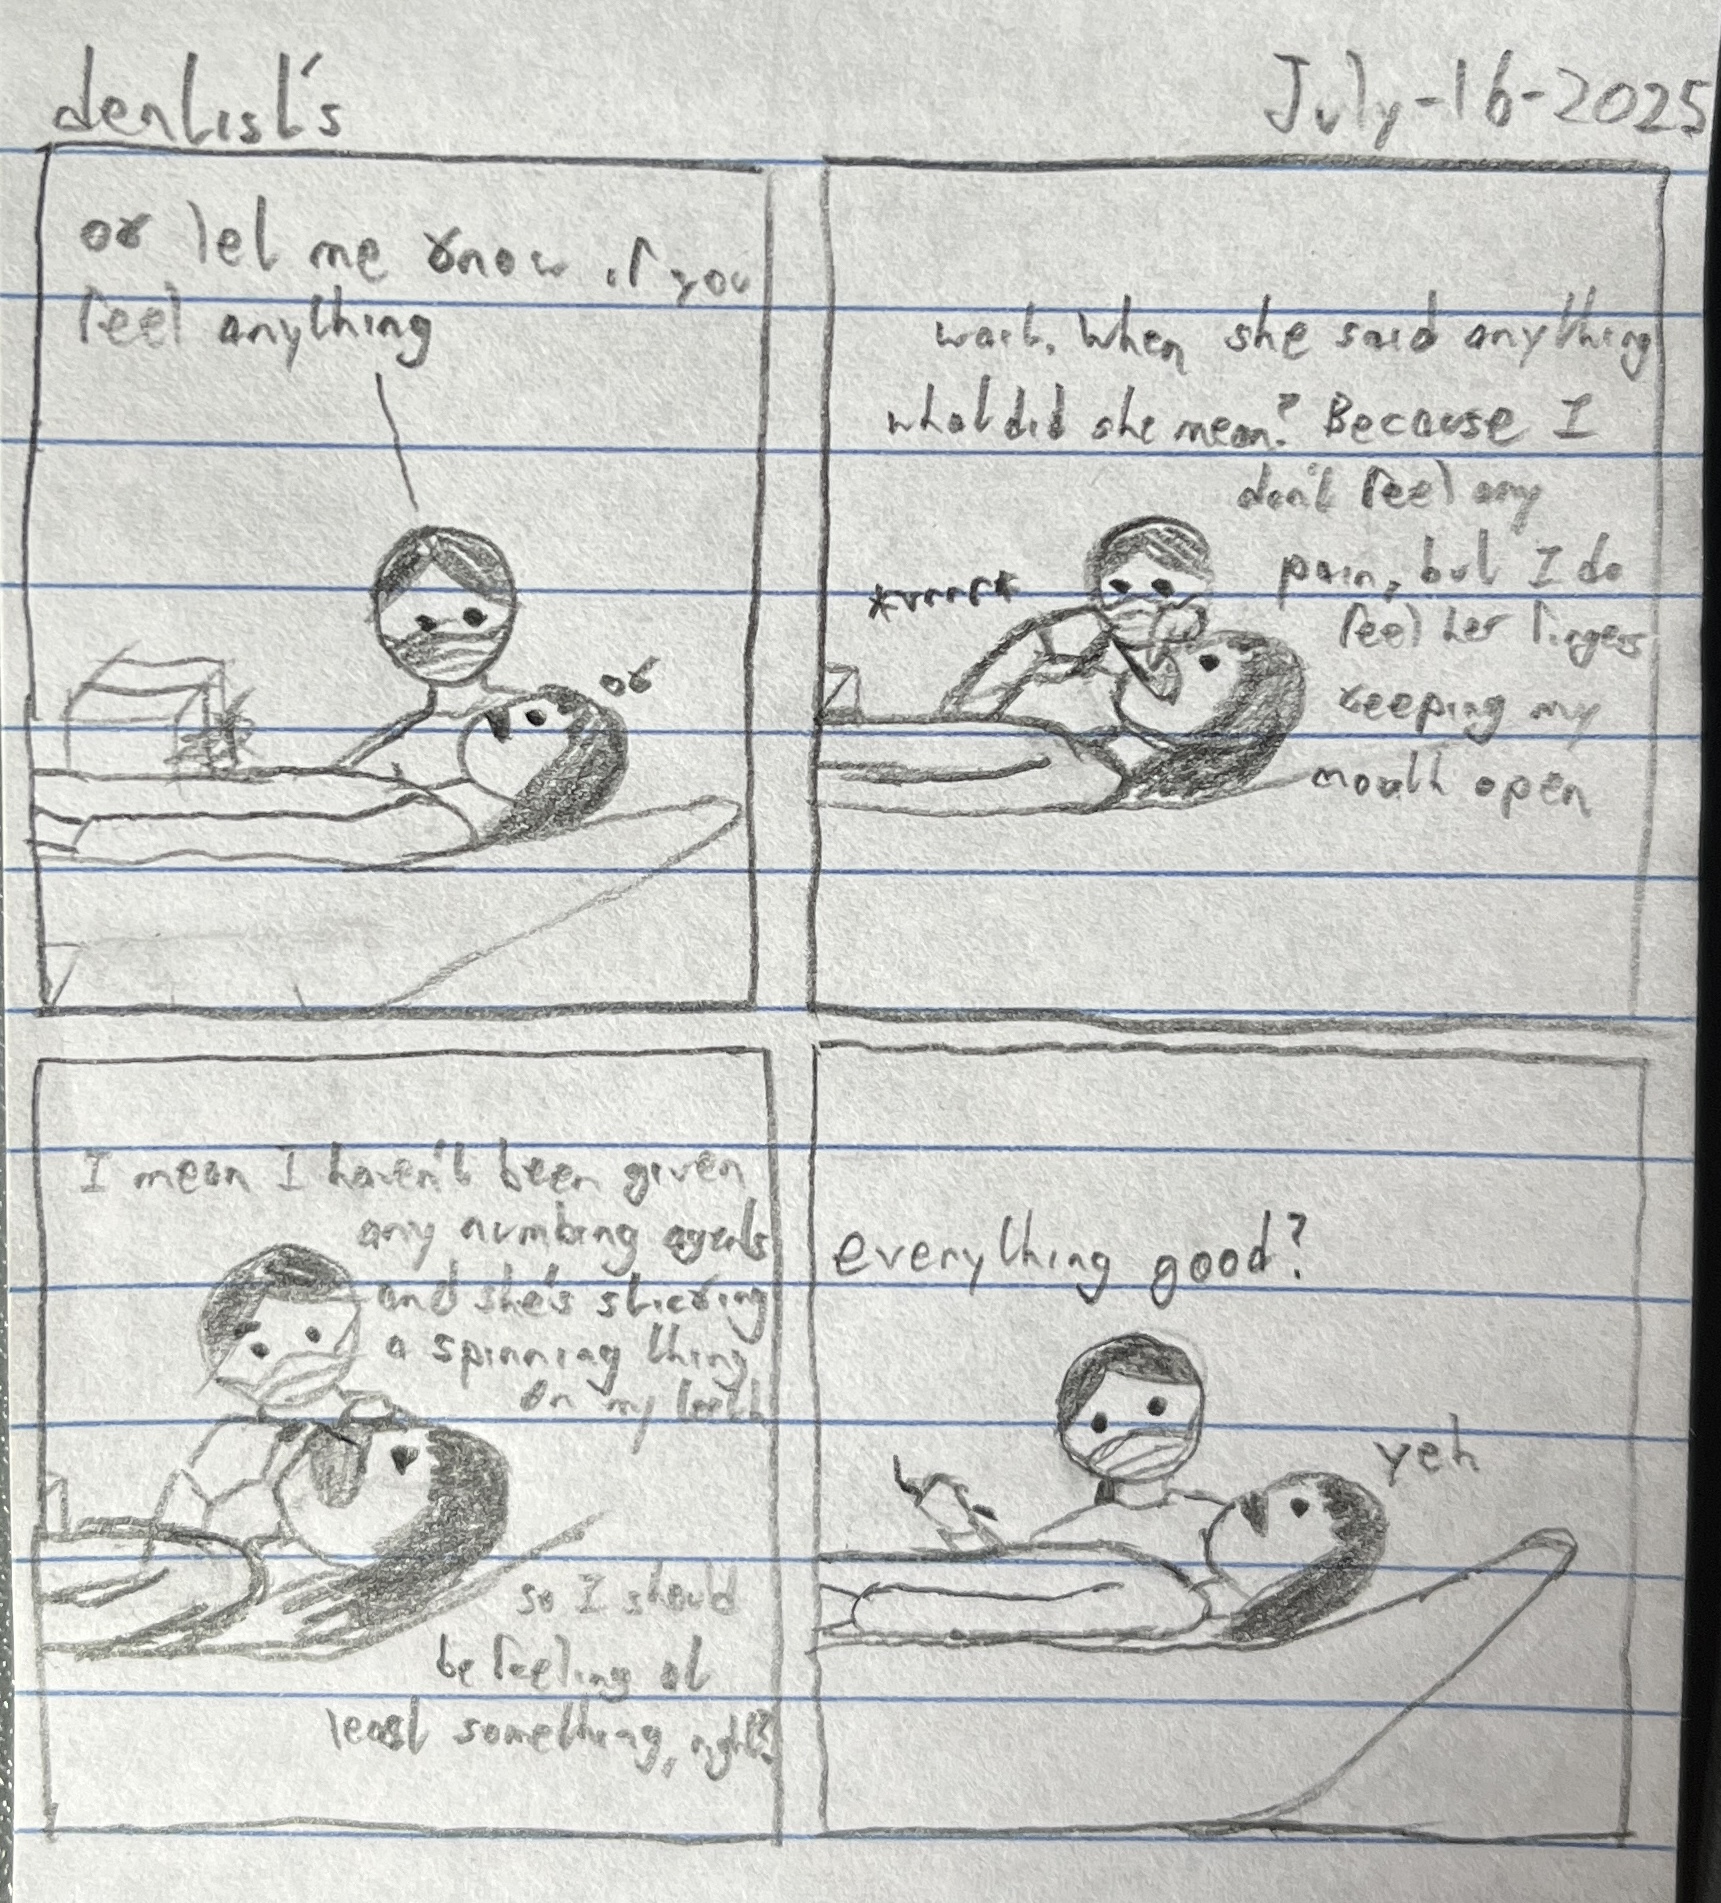 dentist's
July-16-2025
ok let me know if you
feel anything
ok
wait, when she said anything
what did she mean? Because I
don't feel any
pain, but I do
feel her fingers
keeping my
mouth open
*vrrrr*
I mean I haven't been given
any numbing agents
and she's sticking
a spinning thing
on my teeth
so I should
be feeling at
least something, right?
everything good?
yeh